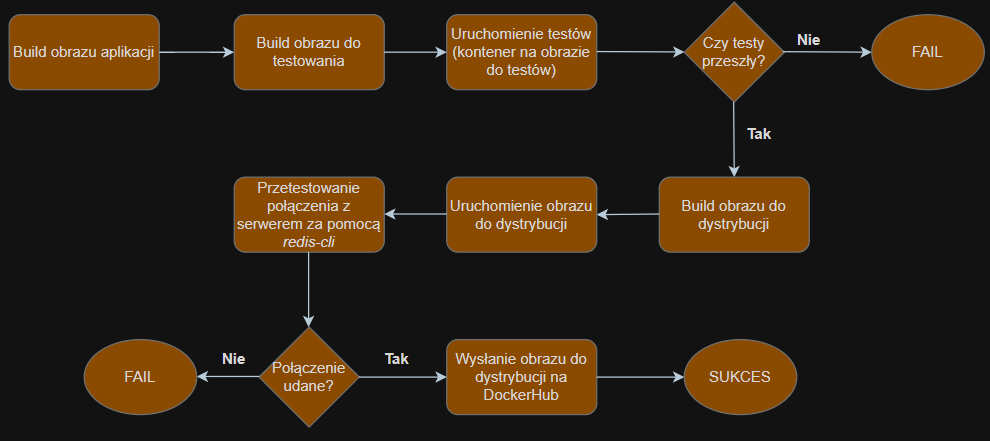 Build obrazu aplikacji
Build obrazu do
testowania
Uruchomienie testów
(kontener na obrazie
do testów)
Czy testy
przeszły?
Nie
FAIL
Tak
Przetestowanie
połączenia z
serwerem za pomocą
redis-cli
Uruchomienie obrazu
do dystrybucji
Build obrazu do
dystrybucji
FAIL
Nie
Połączenie
udane?
Tak
Wysłanie obrazu do
dystrybucji na
DockerHub
SUKCES